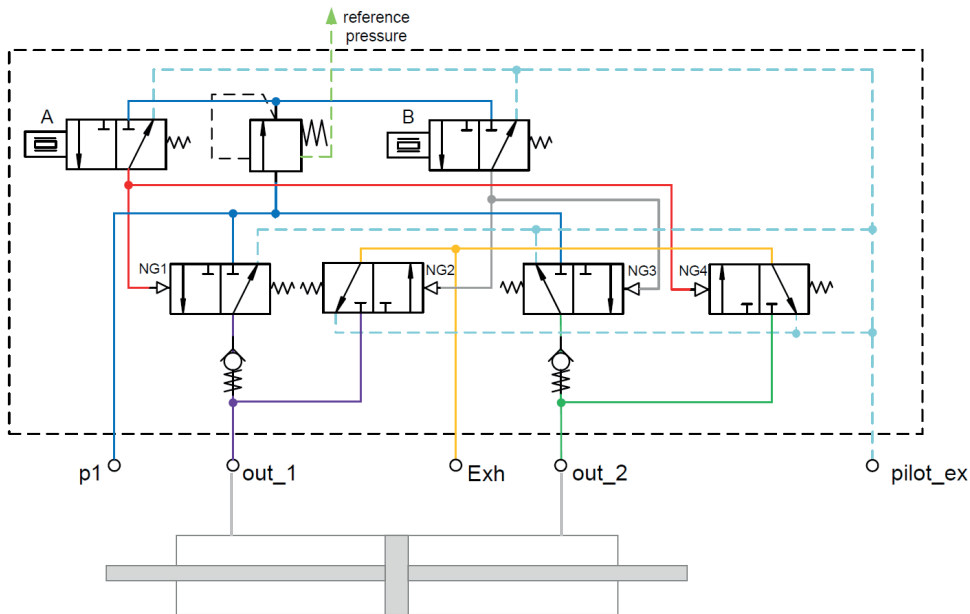 reference
pressure
A
B
NG1
NG2
NG3
NG4
p1
out_1
Exh
out_2
pilot_ex